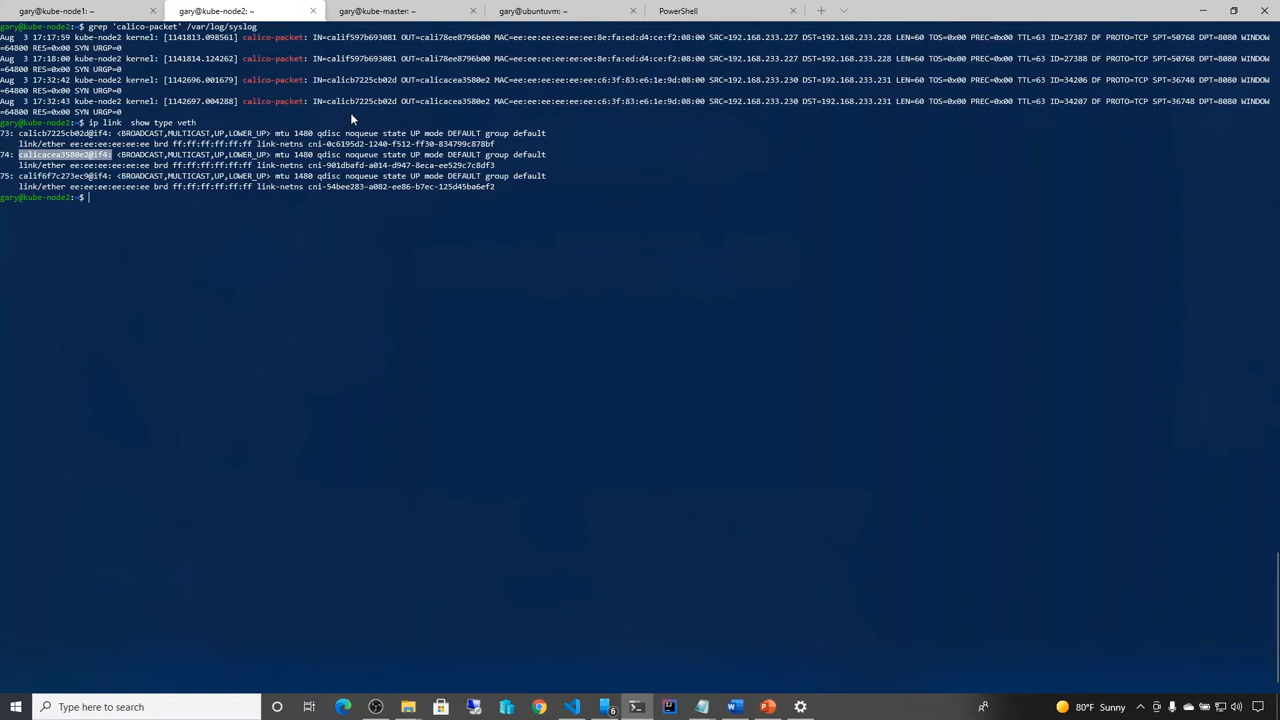 gary@kube-node1: ~
gary@kube-node2: ~
gary@kube-master: ~
gary@ubuntuvm: ~
PowerShell
gary@kube-node2:~$ grep 'calico-packet' /var/log/syslog
Aug  3 17:17:59 kube-node2 kernel: [1141813.098561] calico-packet: IN=calif597b693081 OUT=cali78ee8796b00 MAC=ee:ee:ee:ee:ee:ee:8e:fa:ed:d4:ce:f2:08:00 SRC=192.168.233.227 DST=192.168.233.228 LEN=60 TOS=0x00 PREC=0x00 TTL=63 ID=27387 DF PROTO=TCP SPT=50768 DPT=8080 WINDOW
=64800 RES=0x00 SYN URGP=0
Aug  3 17:18:00 kube-node2 kernel: [1141814.124262] calico-packet: IN=calif597b693081 OUT=cali78ee8796b00 MAC=ee:ee:ee:ee:ee:ee:8e:fa:ed:d4:ce:f2:08:00 SRC=192.168.233.227 DST=192.168.233.228 LEN=60 TOS=0x00 PREC=0x00 TTL=63 ID=27388 DF PROTO=TCP SPT=50768 DPT=8080 WINDOW
=64800 RES=0x00 SYN URGP=0
Aug  3 17:32:42 kube-node2 kernel: [1142696.001679] calico-packet: IN=calicb7225cb02d OUT=calicacea3580e2 MAC=ee:ee:ee:ee:ee:ee:c6:3f:83:e6:1e:9d:08:00 SRC=192.168.233.230 DST=192.168.233.231 LEN=60 TOS=0x00 PREC=0x00 TTL=63 ID=34206 DF PROTO=TCP SPT=36748 DPT=8080 WINDOW
=64800 RES=0x00 SYN URGP=0
Aug  3 17:32:43 kube-node2 kernel: [1142697.004288] calico-packet: IN=calicb7225cb02d OUT=calicacea3580e2 MAC=ee:ee:ee:ee:ee:ee:c6:3f:83:e6:1e:9d:08:00 SRC=192.168.233.230 DST=192.168.233.231 LEN=60 TOS=0x00 PREC=0x00 TTL=63 ID=34207 DF PROTO=TCP SPT=36748 DPT=8080 WINDOW
=64800 RES=0x00 SYN URGP=0
gary@kube-node2:~$ ip link  show type veth
73: calicb7225cb02d@if4: <BROADCAST,MULTICAST,UP,LOWER_UP> mtu 1480 qdisc noqueue state UP mode DEFAULT group default
link/ether ee:ee:ee:ee:ee:ee brd ff:ff:ff:ff:ff:ff link-netns cni-0c6195d2-1240-f512-ff30-834799c878bf
74: calicacea3580e2@if4: <BROADCAST,MULTICAST,UP,LOWER_UP> mtu 1480 qdisc noqueue state UP mode DEFAULT group default
link/ether ee:ee:ee:ee:ee:ee brd ff:ff:ff:ff:ff:ff link-netns cni-901dbafd-a014-d947-8eca-ee529c7c8df3
75: calif6f7c273ec9@if4: <BROADCAST,MULTICAST,UP,LOWER_UP> mtu 1480 qdisc noqueue state UP mode DEFAULT group default
link/ether ee:ee:ee:ee:ee:ee brd ff:ff:ff:ff:ff:ff link-netns cni-54bee283-a082-ee86-b7ec-125d45ba6ef2
gary@kube-node2:~$
Type here to search
6
80°F Sunny